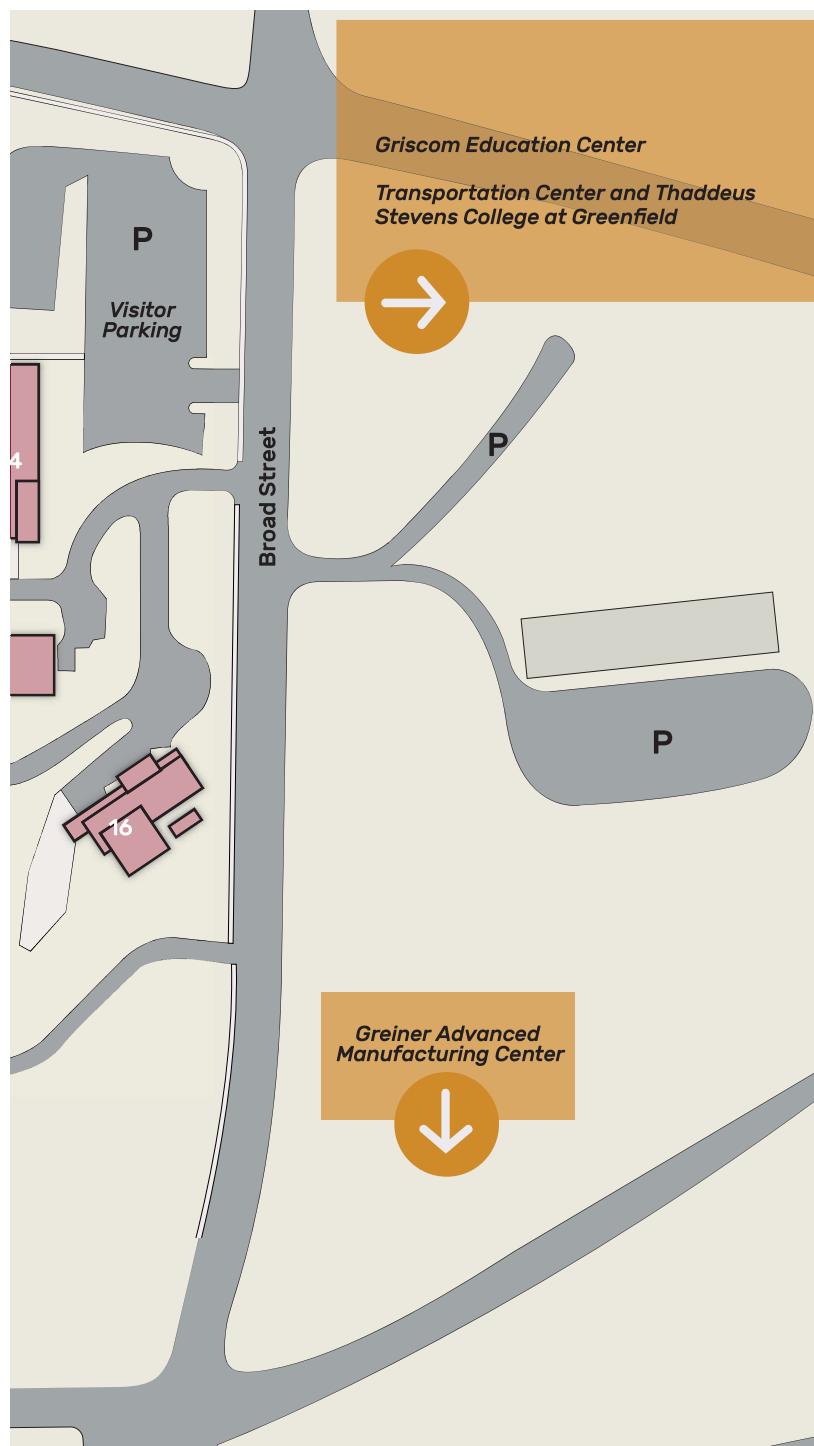 Griscom Education Center
Transportation Center and Thaddeus
Stevens College at Greenfield
P
Visitor
Parking
P
4
Broad Street
P
16
Greiner Advanced
Manufacturing Center